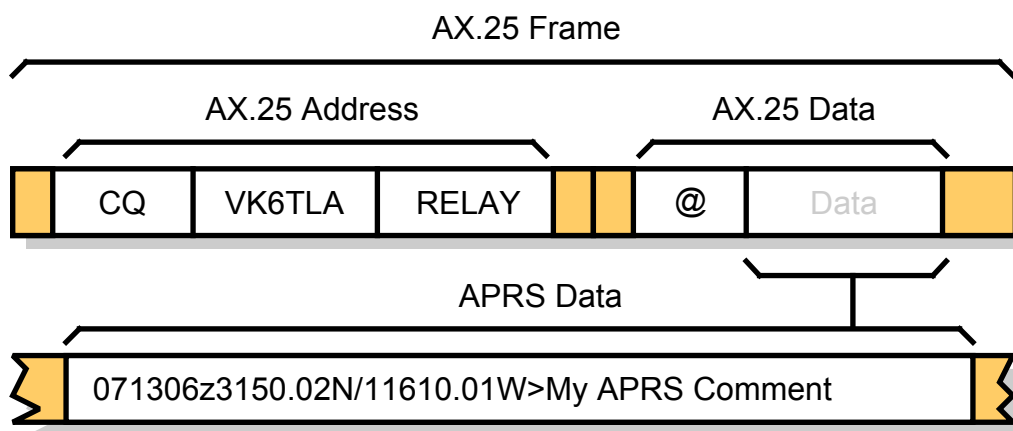 AX.25 Frame
AX.25 Address
AX.25 Data
CQ VK6TLA RELAY @ Data
APRS Data
071306z3150.02N/11610.01W>My APRS Comment